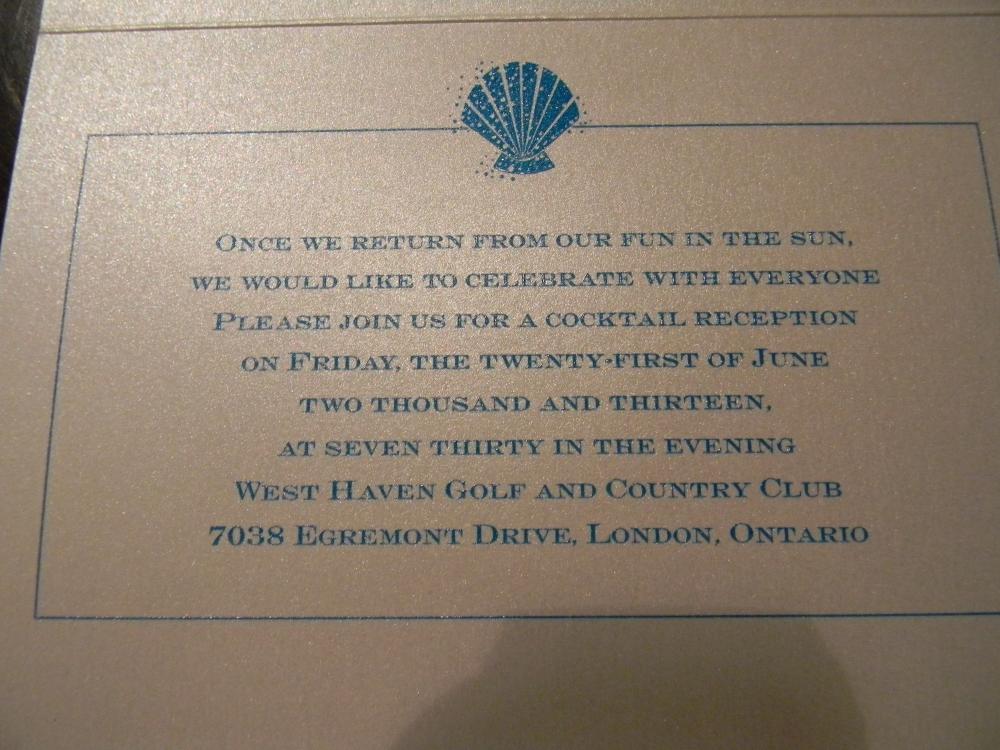 Once we return from our fun in the sun,
we would like to celebrate with everyone
Please join us for a cocktail reception
on Friday, the twenty-first of June
two thousand and thirteen,
at seven thirty in the evening
West Haven Golf and Country Club
7038 Egremont Drive, London, Ontario